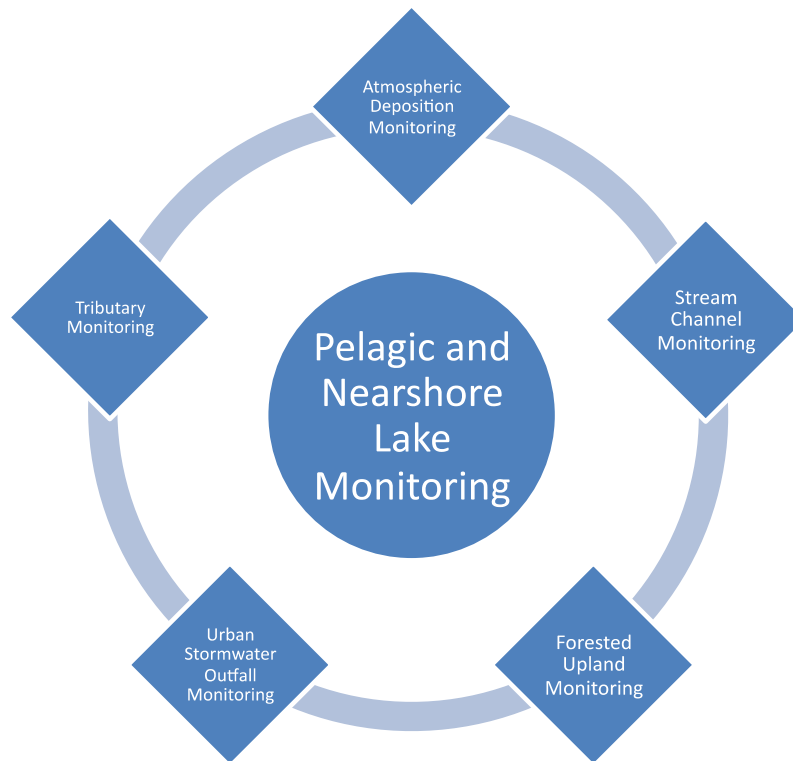 Atmospheric
Deposition
Monitoring
Stream
Channel
Monitoring
Forested
Upland
Monitoring
Urban
Stormwater
Outfall
Monitoring
Tributary
Monitoring
Pelagic and
Nearshore
Lake
Monitoring